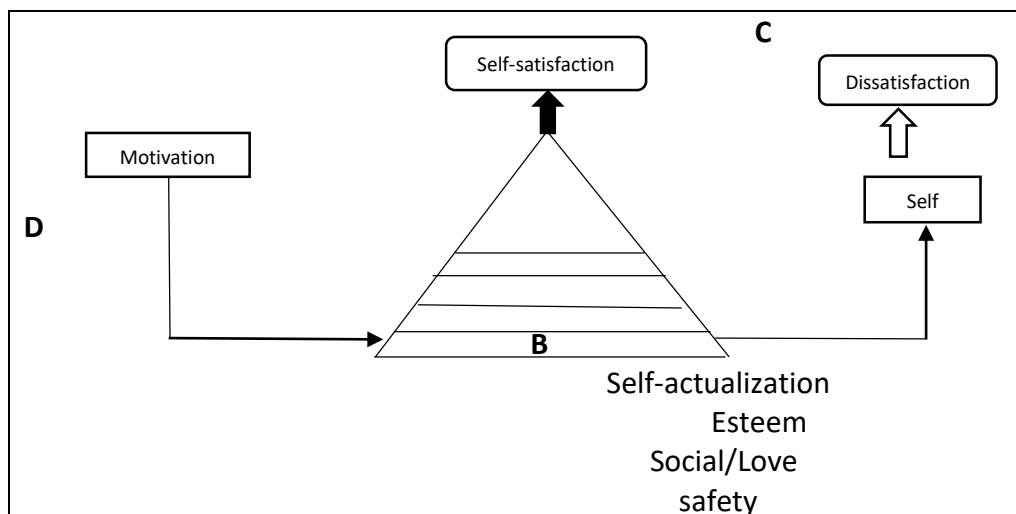 C
Self-satisfaction
Dissatisfaction
Motivation
Self
D
B
Self-actualization
Esteem
Social/Love
safety